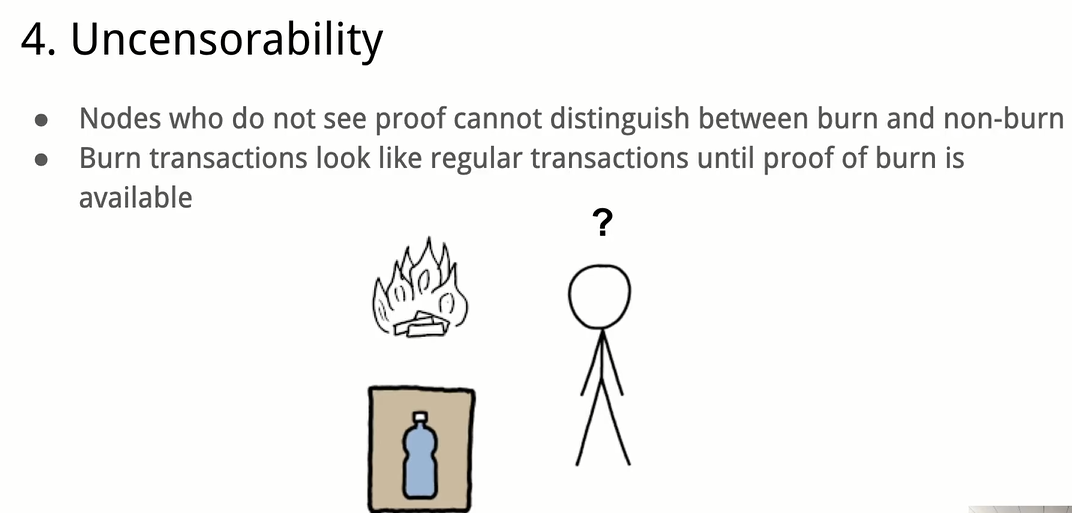 4. Uncensorability
● Nodes who do not see proof cannot distinguish between burn and non-burn
● Burn transactions look like regular transactions until proof of burn is
available
?